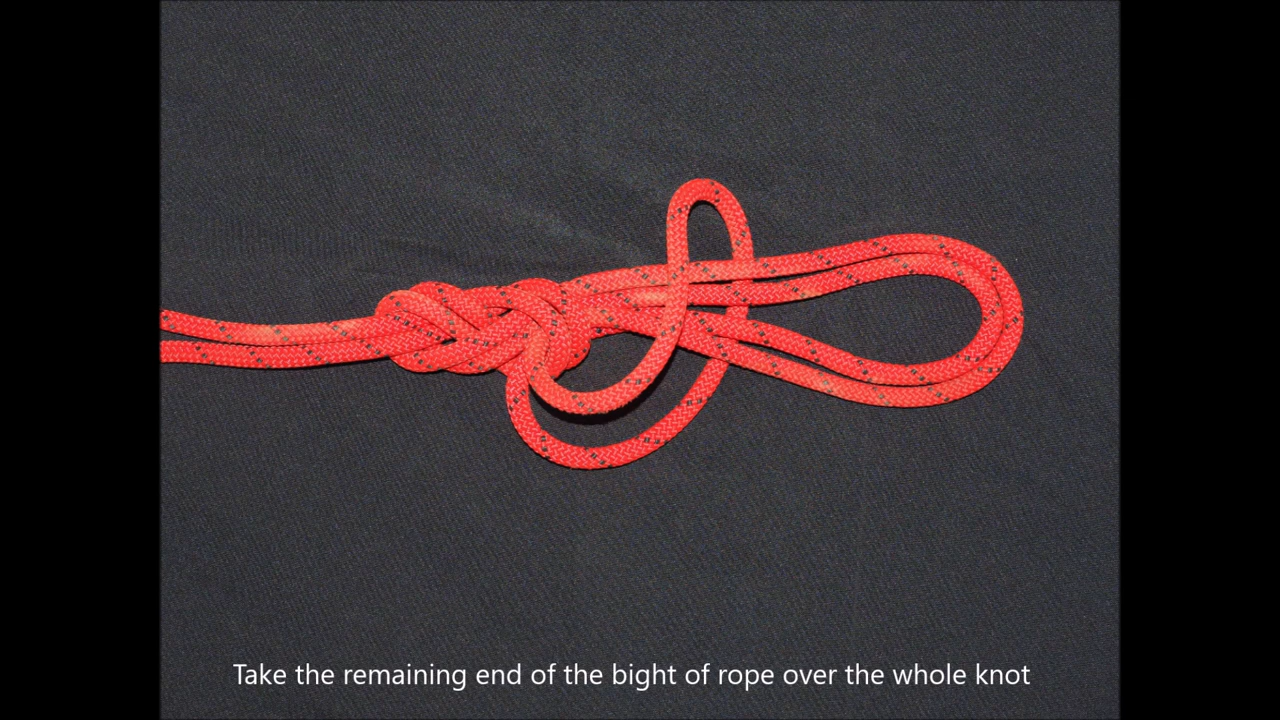 Take the remaining end of the bight of rope over the whole knot